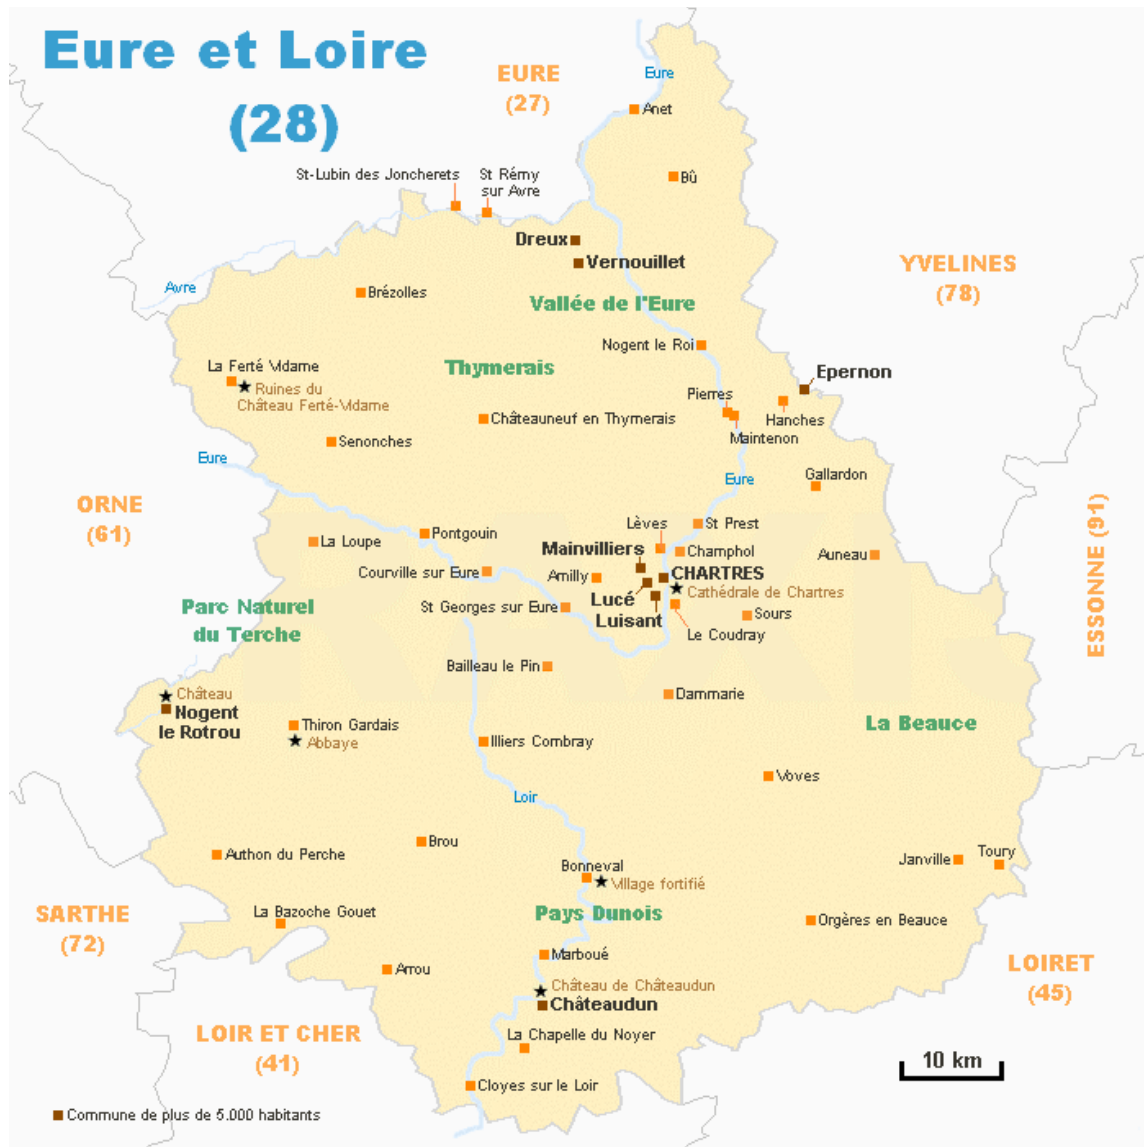 Eure et Loire
(28)
EURE
(27)
Eure
Anet
Bû
St-Lubin des Joncherets
St Rémy
sur Avre
Dreux
Vernouillet
YVELINES
(78)
Avre
Brézolles
Vallée de l'Eure
Nogent le Roi
La Ferté Vidame
Ruines du
Château Ferté-Vidame
Thymerais
Epernon
Pierres
Hanches
Châteauneuf en Thymerais
Maintenon
Senonches
Eure
Eure
Gallardon
ORNE
(61)
ESSONNE (91)
Lèves
St Prest
La Loupe
Pontgouin
Mainvilliers
Champhol
Auneau
Courville sur Eure
Amilly
CHARTRES
Cathédrale de Chartres
Lucé
Luisant
St Georges sur Eure
Sours
Le Coudray
Parc Naturel
du Terche
Bailleau le Pin
Dammarie
Château
Nogent
le Rotrou
Thiron Gardais
Abbaye
La Beauce
Illiers Combray
Voves
Loir
Brou
Authon du Perche
Bonneval
Village fortifié
Janville
Toury
SARTHE
(72)
La Bazoche Gouet
Pays Dunois
Orgères en Beauce
Marboué
Arrou
LOIRET
(45)
Château de Châteaudun
Châteaudun
LOIR ET CHER
(41)
La Chapelle du Noyer
10 km
Cloyes sur le Loir
Commune de plus de 5.000 habitants